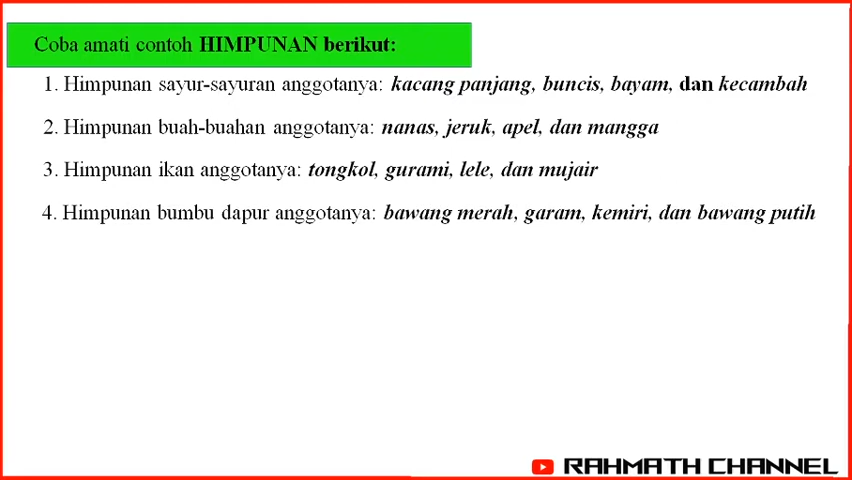 Coba amati contoh HIMPUNAN berikut:
1. Himpunan sayur-sayuran anggotanya: kacang panjang, buncis, bayam, dan kecambah
2. Himpunan buah-buahan anggotanya: nanas, jeruk, apel, dan mangga
3. Himpunan ikan anggotanya: tongkol, gurami, lele, dan mujair
4. Himpunan bumbu dapur anggotanya: bawang merah, garam, kemiri, dan bawang putih
RAHMATH CHANNEL